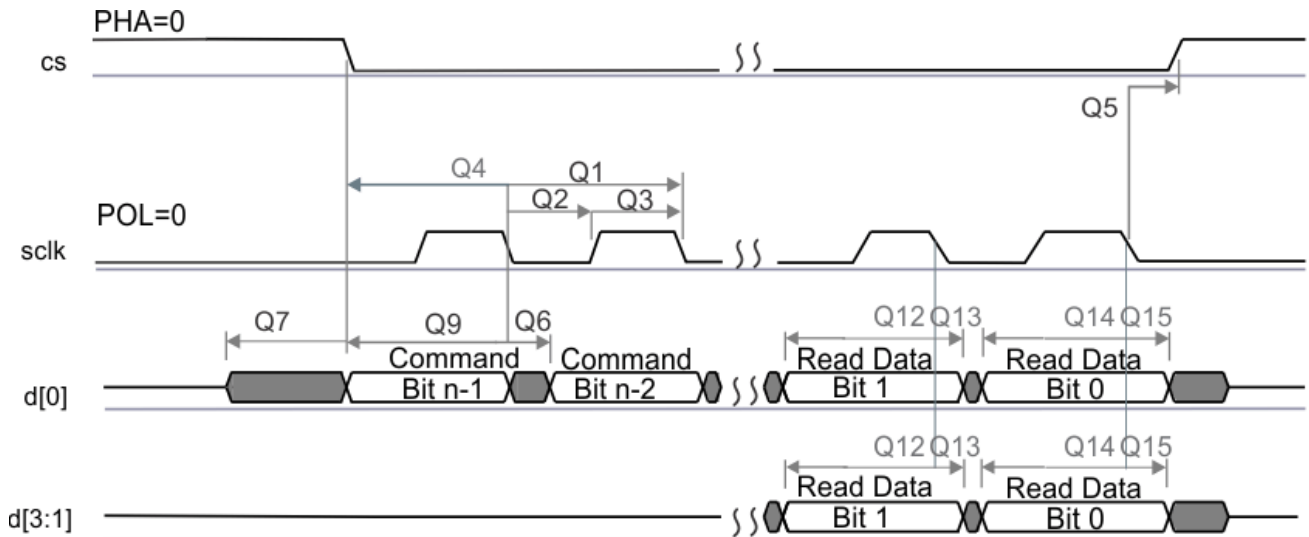 PHA=0
cs
Q5
Q4 Q1
Q2 Q3
POL=0
sclk
Q7 Q9 Q6 Q12 Q13 Q14 Q15
Command Command Read Data Read Data
d[0] Bit n-1 Bit n-2 Bit 1 Bit 0
Q12 Q13 Q14 Q15
Read Data Read Data
d[3:1] Bit 1 Bit 0